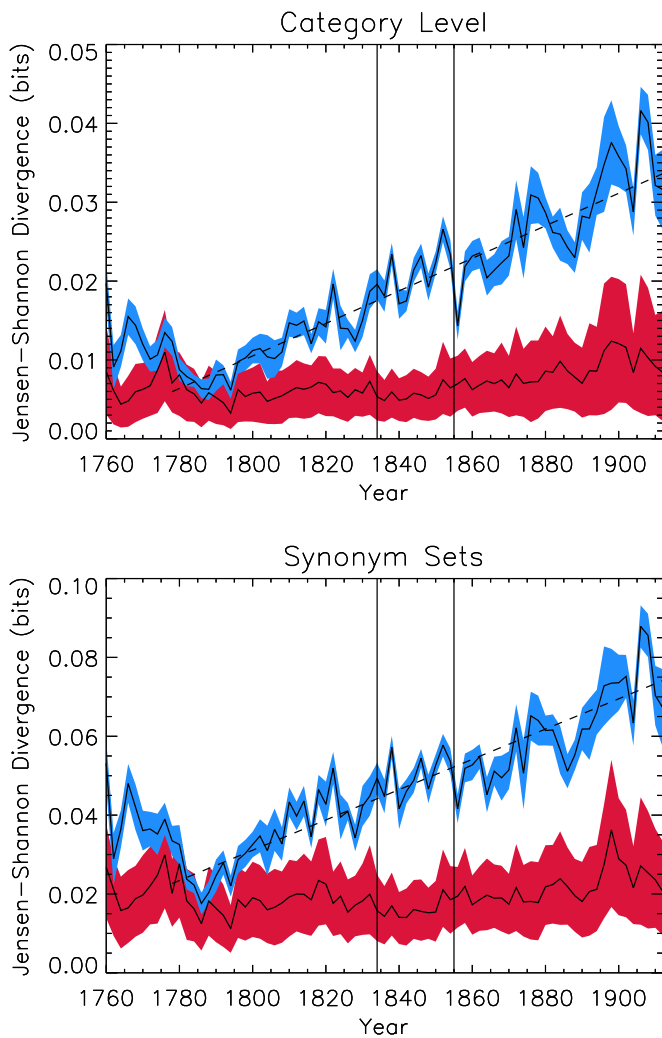 Category Level
Jensen-Shannon Divergence (bits)
0.05
0.04
0.03
0.02
0.01
0.00
1760 1780 1800 1820 1840 1860 1880 1900
Year
Synonym Sets
Jensen-Shannon Divergence (bits)
0.10
0.08
0.06
0.04
0.02
0.00
1760 1780 1800 1820 1840 1860 1880 1900
Year